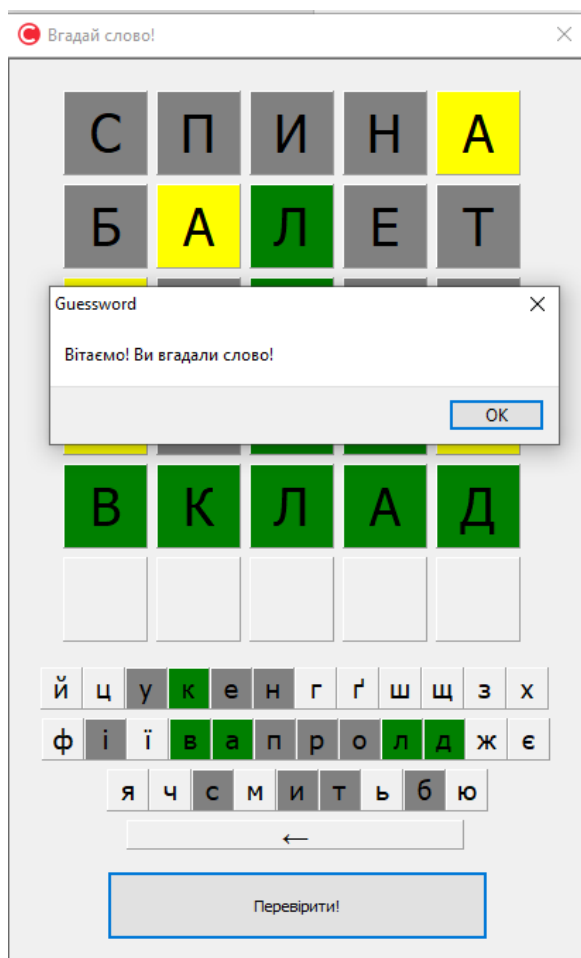 Вгадай слово!
С П И Н А
Б А Л Е Т
Guessword
Вітаємо! Ви вгадали слово!
OK
В К Л А Д
й ц у к е н г ґ ш щ з х
ф і ї в а п р о л д ж є
я ч с м и т ь б ю
←
Перевірити!